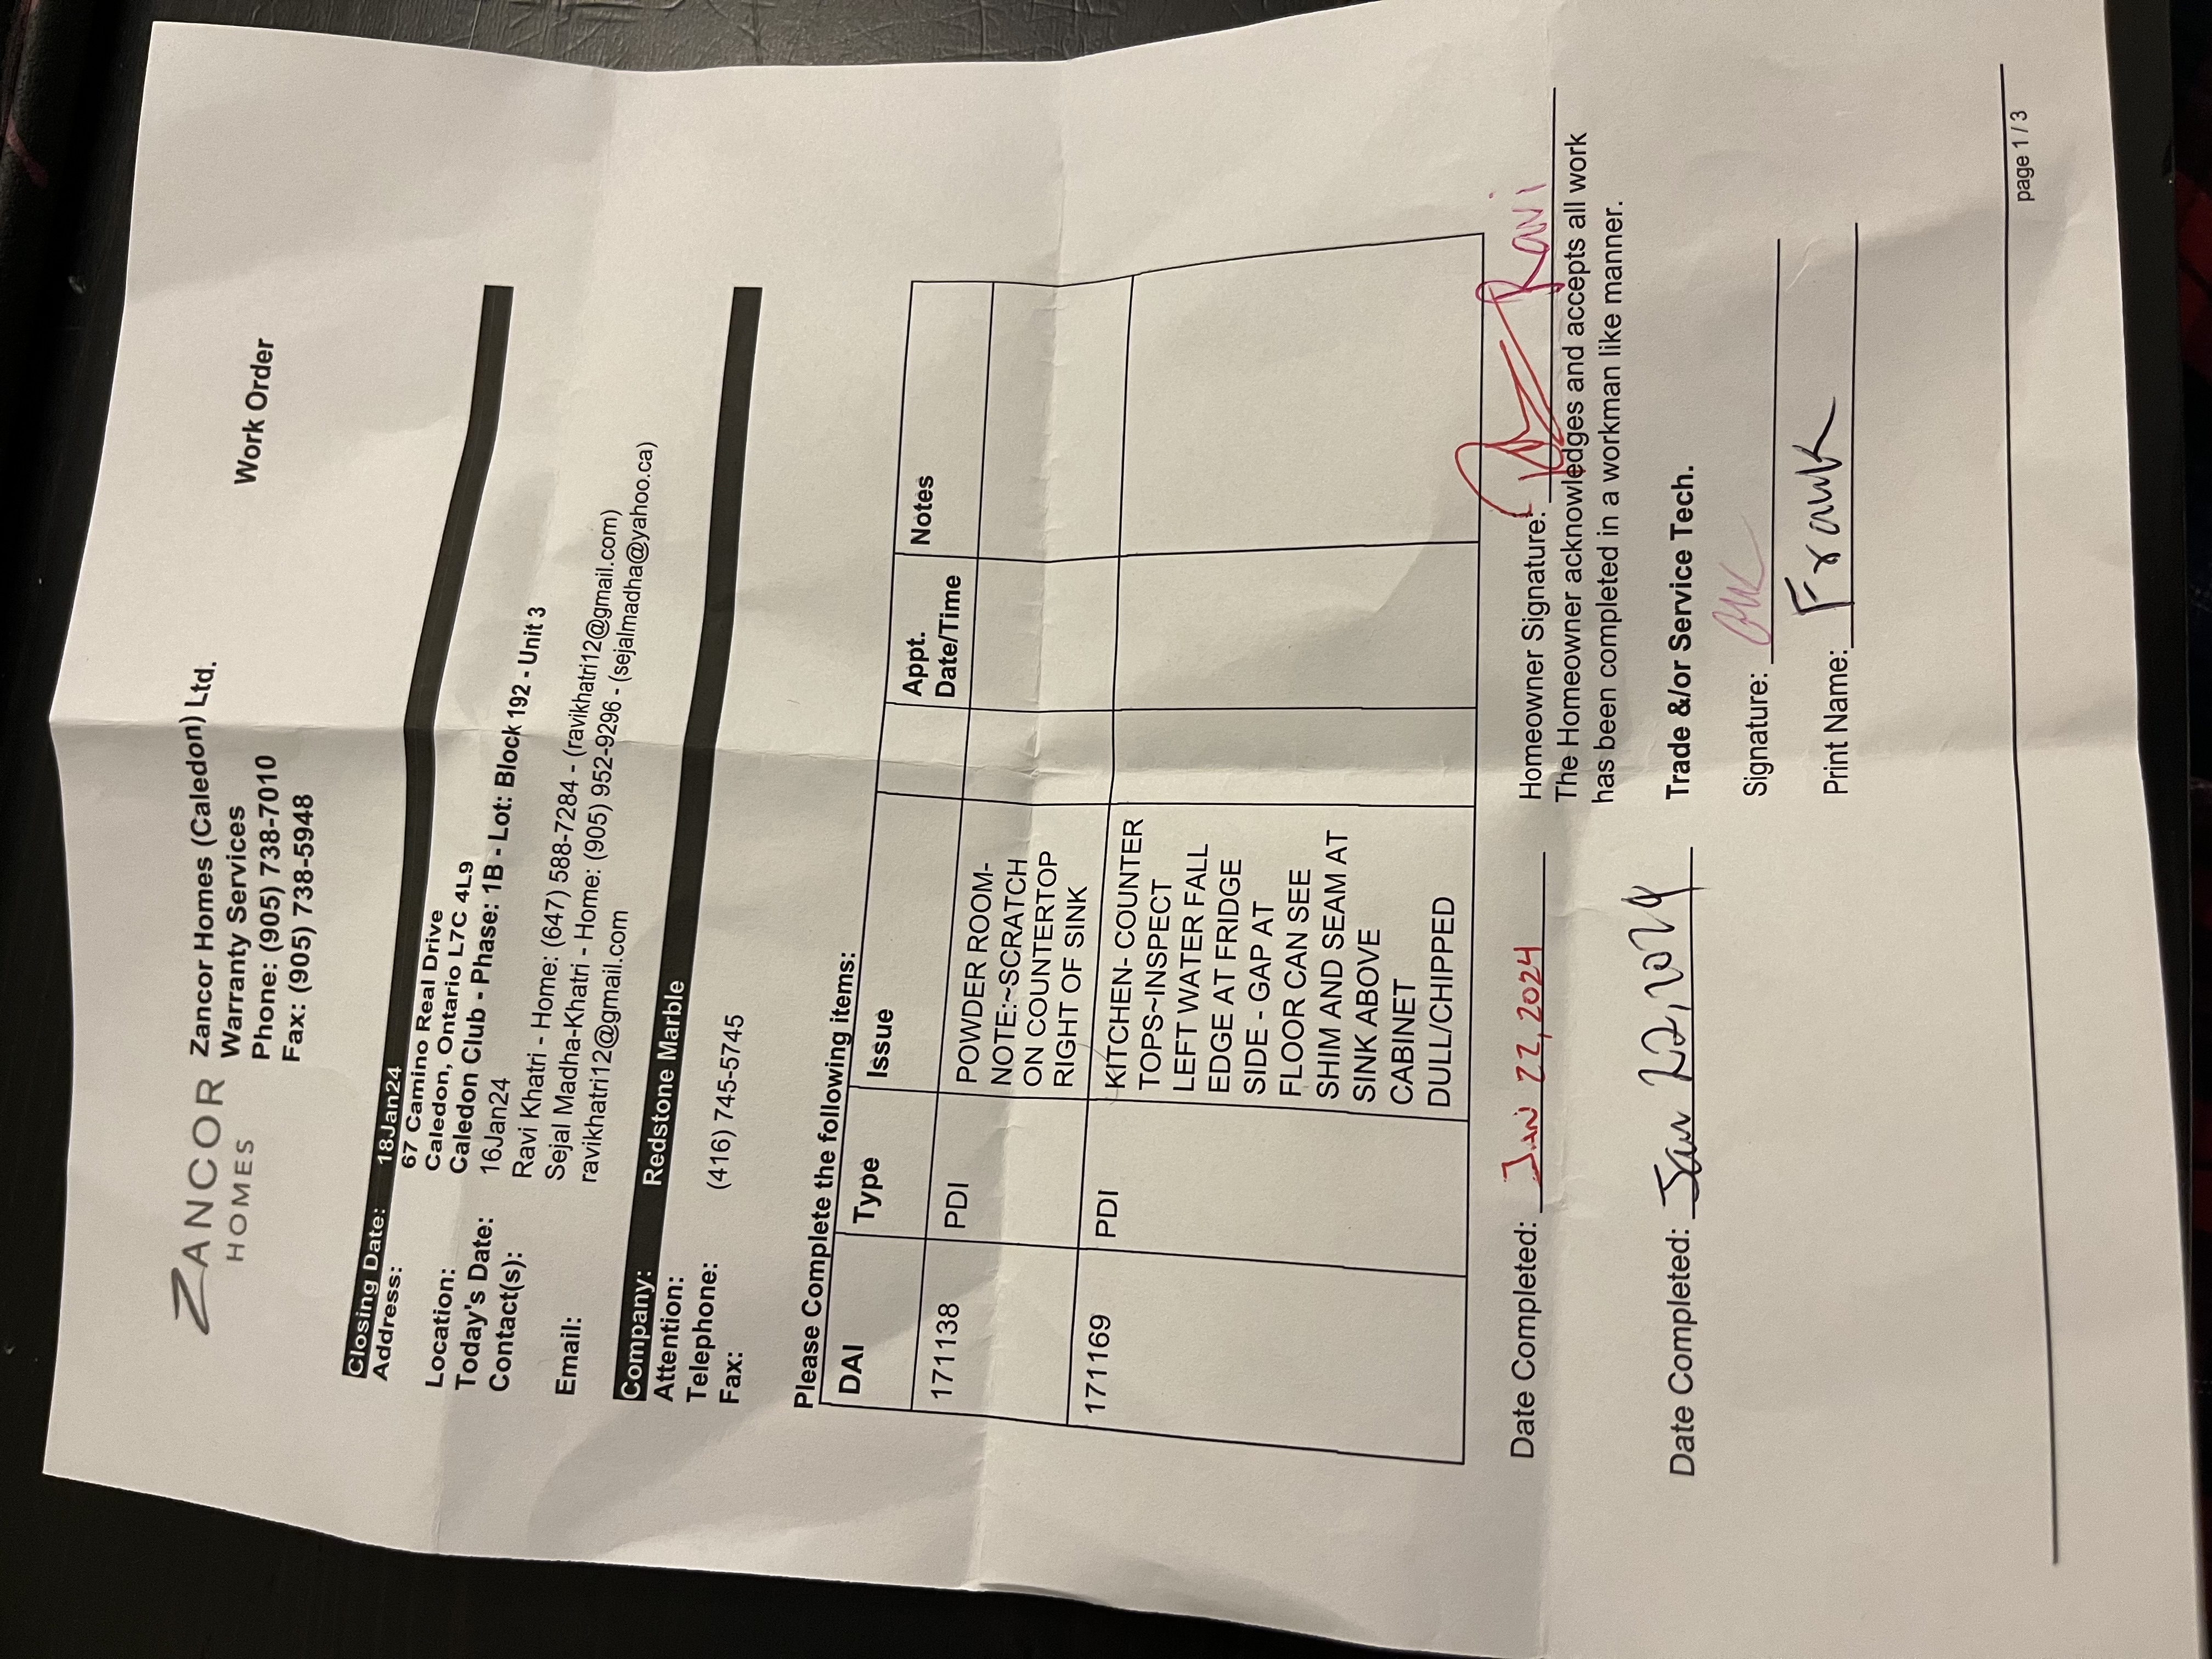 ZANCOR
HOMES
Zancor Homes (Caledon) Ltd.
Warranty Services
Phone: (905) 738-7010
Fax: (905) 738-5948
Work Order
Closing Date: 18Jan24
Address: 67 Camino Real Drive
Caledon, Ontario L7C 4L9
Location: Caledon Club - Phase: 1B - Lot: Block 192 - Unit 3
Today's Date: 16Jan24
Contact(s): Ravi Khatri - Home: (647) 588-7284 - (ravikhatri12@gmail.com)
Sejal Madha-Khatri - Home: (905) 952-9296 - (sejalmadha@yahoo.ca)
Email: ravikhatri12@gmail.com
Company: Redstone Marble
Attention:
Telephone: (416) 745-5745
Fax:
Please Complete the following items:
DAI Type Issue Appt. Date/Time Notes
171138 PDI POWDER ROOM-
NOTE:~SCRATCH
ON COUNTERTOP
RIGHT OF SINK
171169 PDI KITCHEN- COUNTER
TOPS~INSPECT
LEFT WATER FALL
EDGE AT FRIDGE
SIDE - GAP AT
FLOOR CAN SEE
SHIM AND SEAM AT
SINK ABOVE
CABINET
DULL/CHIPPED
Date Completed: JAN 22, 2024 Homeowner Signature: Ravi
The Homeowner acknowledges and accepts all work
has been completed in a workman like manner.
Date Completed: Jan 22, 2024 Trade &/or Service Tech.
Signature:
Print Name: Frank
page 1 / 3